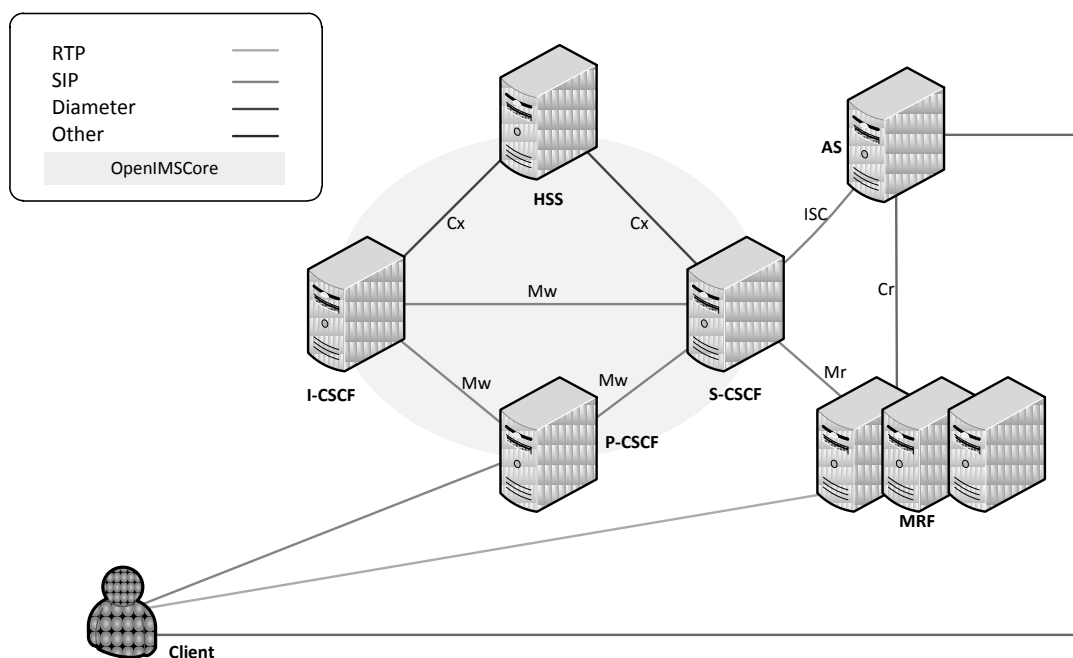 RTP
SIP
Diameter
Other
OpenIMSCore
HSS
AS
ISC
Cx
Cx
Mw
Cr
I-CSCF
S-CSCF
Mw
Mw
Mr
P-CSCF
MRF
Client